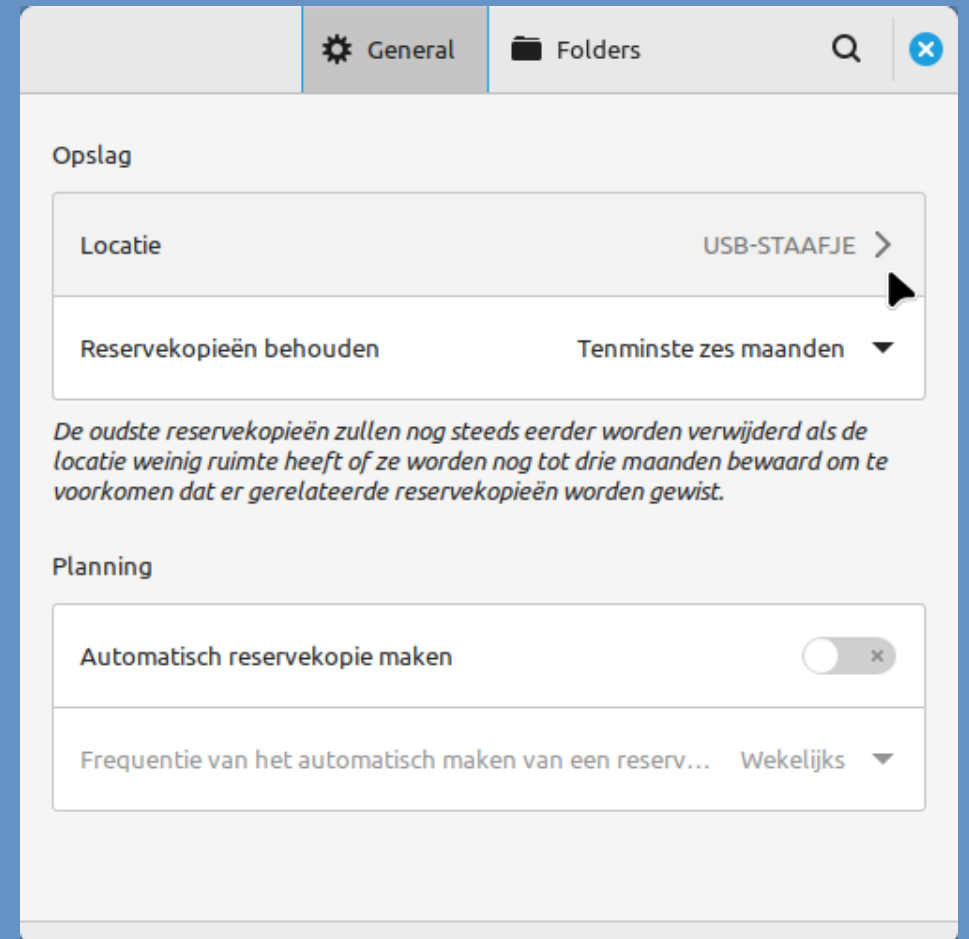 General
Folders
Opslag
Locatie
USB-STAAFJE
Reservekopieën behouden
Tenminste zes maanden
De oudste reservekopieën zullen nog steeds eerder worden verwijderd als de
locatie weinig ruimte heeft of ze worden nog tot drie maanden bewaard om te
voorkomen dat er gerelateerde reservekopieën worden gewist.
Planning
Automatisch reservekopie maken
Frequentie van het automatisch maken van een reserv...
Wekelijks